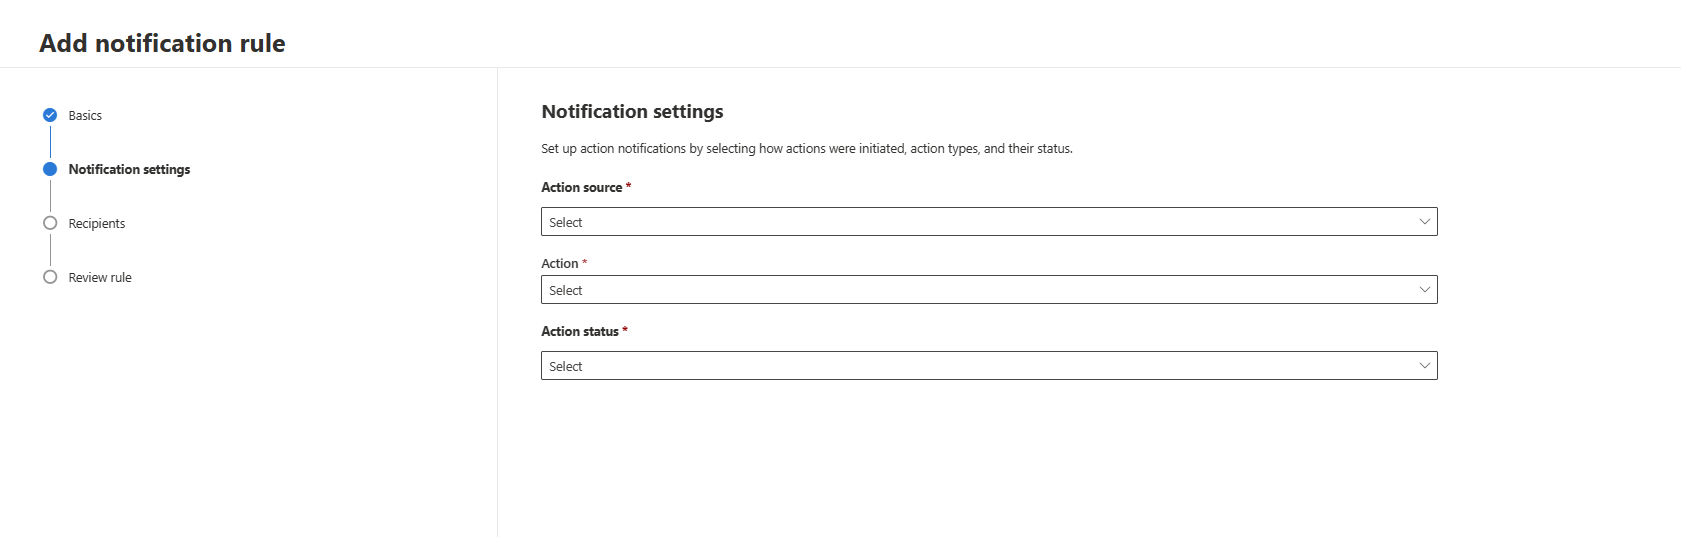 Add notification rule
Basics
Notification settings
Recipients
Review rule
Notification settings
Set up action notifications by selecting how actions were initiated, action types, and their status.
Action source *
Select
Action *
Select
Action status *
Select